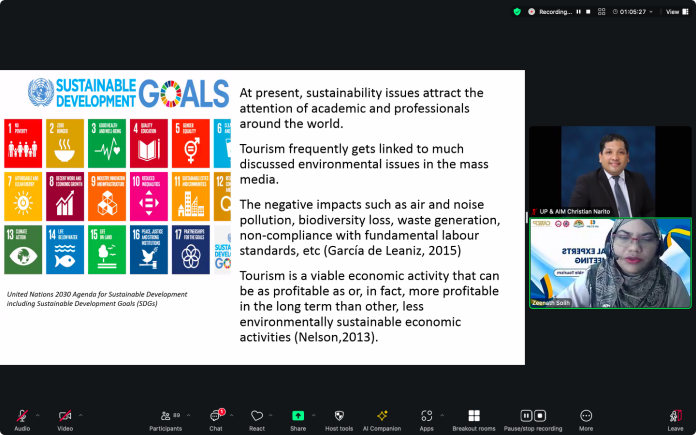 Recording...
01:05:27
View
SUSTAINABLE
DEVELOPMENT
GOALS
1 NO POVERTY
2 ZERO HUNGER
3 GOOD HEALTH AND WELL-BEING
4 QUALITY EDUCATION
5 GENDER EQUALITY
6
7 AFFORDABLE AND CLEAN ENERGY
8 DECENT WORK AND ECONOMIC GROWTH
9 INDUSTRY, INNOVATION AND INFRASTRUCTURE
10 REDUCED INEQUALITIES
11 SUSTAINABLE CITIES AND COMMUNITIES
12
13 CLIMATE ACTION
14 LIFE BELOW WATER
15 LIFE ON LAND
16 PEACE, JUSTICE AND STRONG INSTITUTIONS
17 PARTNERSHIPS FOR THE GOALS
United Nations 2030 Agenda for Sustainable Development
including Sustainable Development Goals (SDGs)
At present, sustainability issues attract the
attention of academic and professionals
around the world.
Tourism frequently gets linked to much
discussed environmental issues in the mass
media.
The negative impacts such as air and noise
pollution, biodiversity loss, waste generation,
non-compliance with fundamental labour
standards, etc (García de Leaniz, 2015)
Tourism is a viable economic activity that can
be as profitable as or, in fact, more profitable
in the long term than other, less
environmentally sustainable economic
activities (Nelson,2013).
UP & AIM Christian Narito
AL EXPERTS
EETING
Zeenath Solih
Audio
Video
Participants
89
Chat
1
React
Share
Host tools
AI Companion
Apps
Breakout rooms
Pause/stop recording
More
Leave